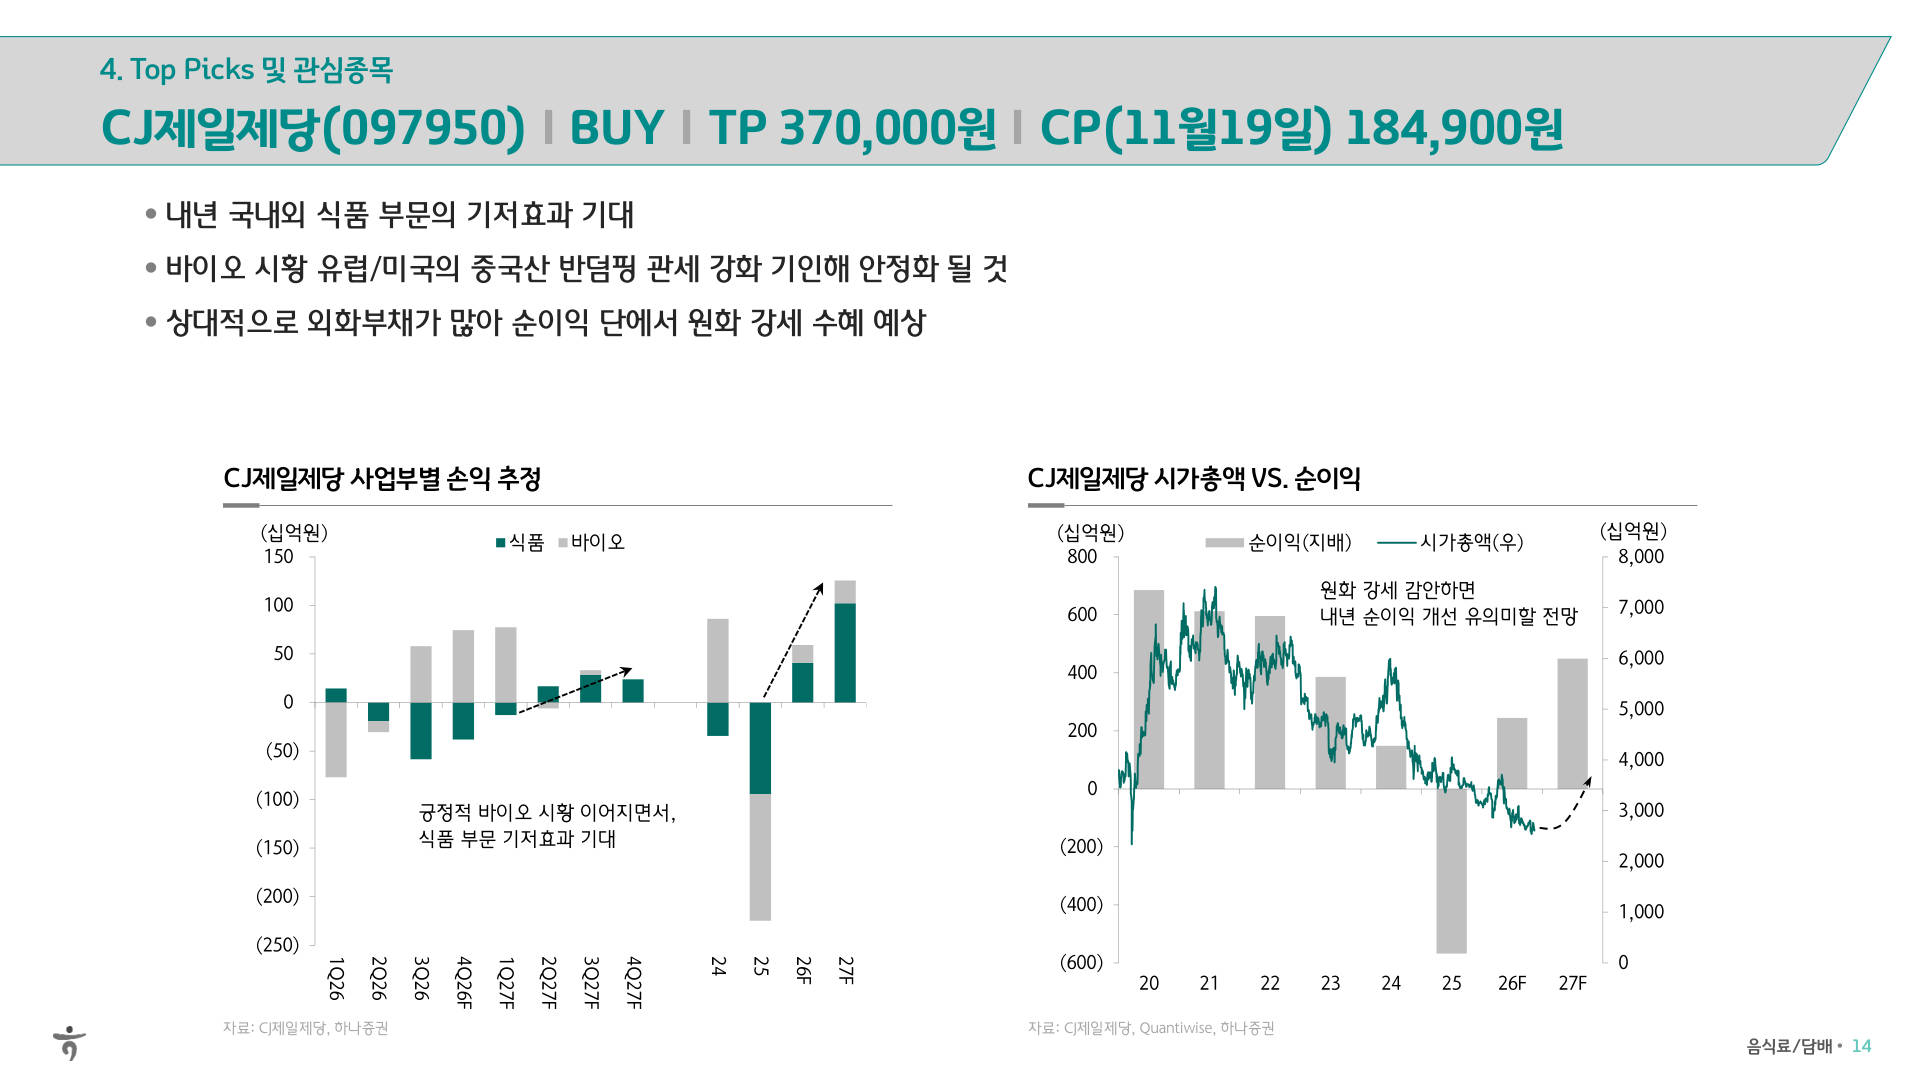 4. Top Picks 및 관심종목
CJ제일제당(097950) l BUY l TP 370,000원 l CP(11월19일) 184,900원
• 내년 국내외 식품 부문의 기저효과 기대
• 바이오 시황 유럽/미국의 중국산 반덤핑 관세 강화 기인해 안정화 될 것
• 상대적으로 외화부채가 많아 순이익 단에서 원화 강세 수혜 예상
CJ제일제당 사업부별 손익 추정
(십억원)
식품 바이오
150
100
50
0
(50)
(100)
(150)
(200)
(250)
긍정적 바이오 시황 이어지면서,
식품 부문 기저효과 기대
1Q26 2Q26 3Q26 4Q26F 1Q27F 2Q27F 3Q27F 4Q27F 24 25 26F 27F
자료: CJ제일제당, 하나증권
CJ제일제당 시가총액 VS. 순이익
(십억원) (십억원)
순이익(지배) 시가총액(우)
800
600
400
200
0
(200)
(400)
(600)
원화 강세 감안하면
내년 순이익 개선 유의미할 전망
8,000
7,000
6,000
5,000
4,000
3,000
2,000
1,000
0
20 21 22 23 24 25 26F 27F
자료: CJ제일제당, Quantiwise, 하나증권
음식료/담배 • 14